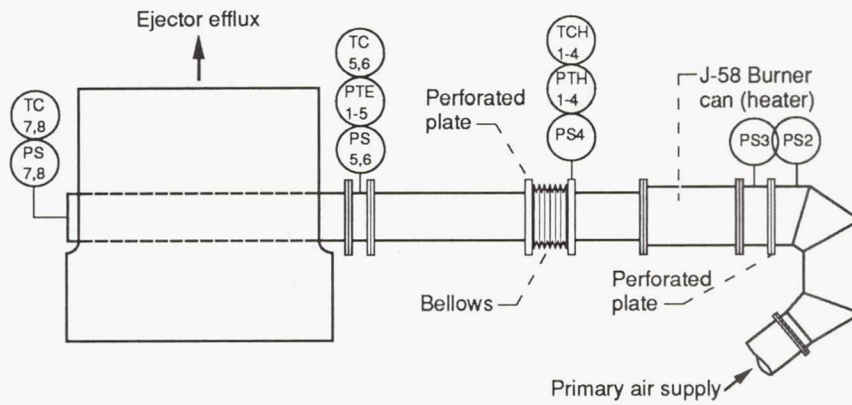 Ejector efflux
TC
7,8
PS
7,8
TC
5,6
PTE
1-5
PS
5,6
Perforated
plate
TCH
1-4
PTH
1-4
PS4
J-58 Burner
can (heater)
PS3
PS2
Bellows
Perforated
plate
Primary air supply